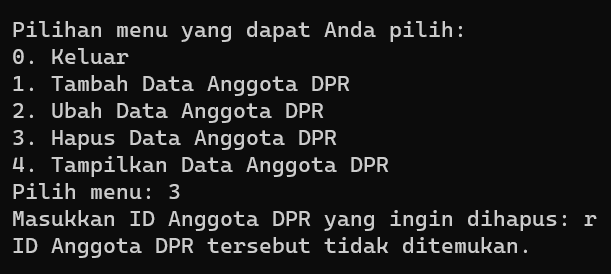 Pilihan menu yang dapat Anda pilih:
0. Keluar
1. Tambah Data Anggota DPR
2. Ubah Data Anggota DPR
3. Hapus Data Anggota DPR
4. Tampilkan Data Anggota DPR
Pilih menu: 3
Masukkan ID Anggota DPR yang ingin dihapus: r
ID Anggota DPR tersebut tidak ditemukan.